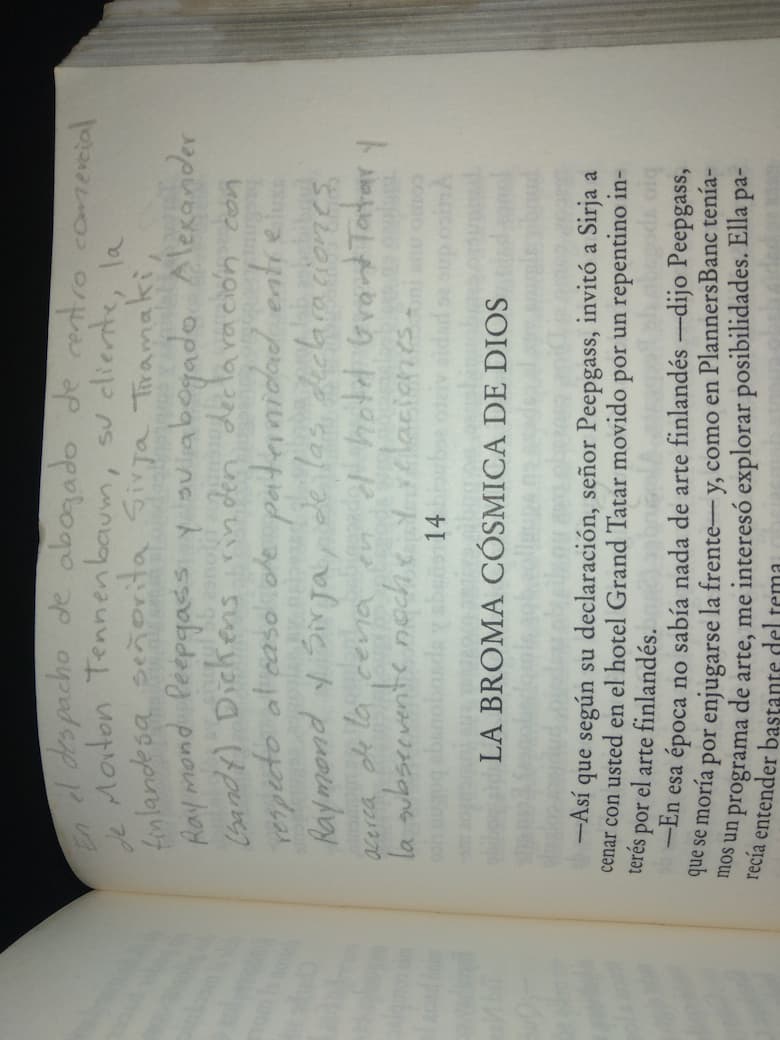 En el despacho de abogado de centro comercial
de Morton Tennenbaum, su cliente, la
finlandesa señorita Sirja Tiramaki,
Raymond Peepgass y su abogado Alexander
(Sandy) Dickens rinden declaración con
respecto al caso de paternidad entre
Raymond y Sirja, de las declaraciones
acerca de la cena en el hotel Grand Tatar y
la subsecuente noche y relaciones.
14
LA BROMA CÓSMICA DE DIOS
—Así que según su declaración, señor Peepgass, invitó a Sirja a
cenar con usted en el hotel Grand Tatar movido por un repentino in-
terés por el arte finlandés.
—En esa época no sabía nada de arte finlandés —dijo Peepgass,
que se moría por enjugarse la frente— y, como en PlannersBanc tenía-
mos un programa de arte, me interesó explorar posibilidades. Ella pa-
recía entender bastante del tema